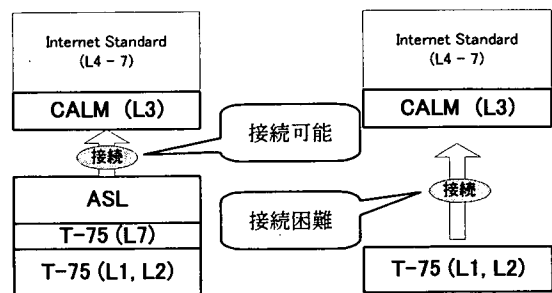 Internet Standard
(L4 - 7)
CALM (L3)
接続
接続可能
ASL
T-75 (L7)
T-75 (L1, L2)
Internet Standard
(L4 - 7)
CALM (L3)
接続
接続困難
T-75 (L1, L2)